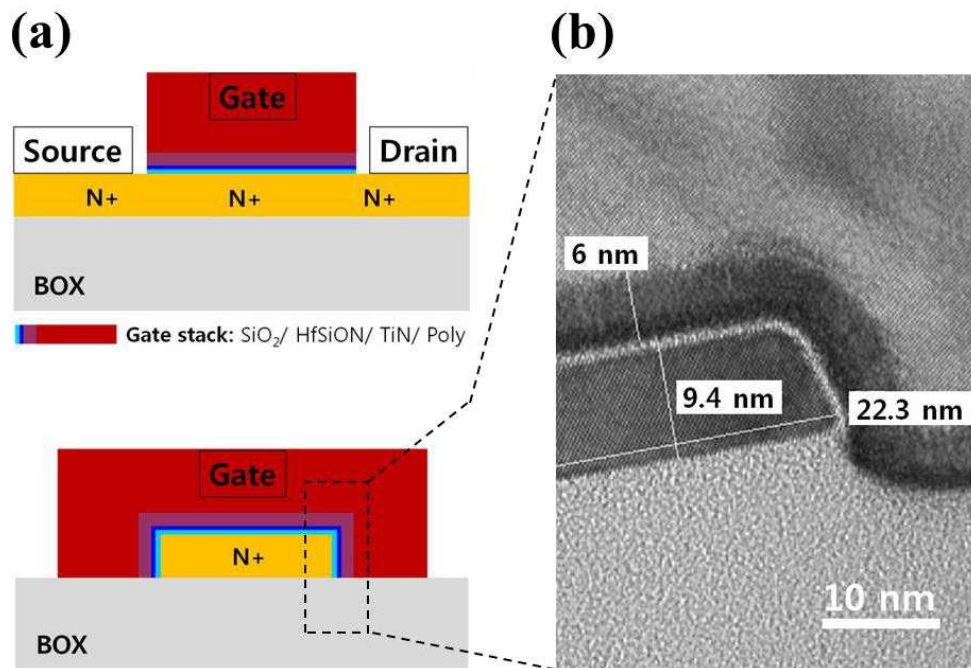 (a)
Gate
Source
Drain
N+ N+ N+
BOX
Gate stack: SiO₂/ HfSiON/ TiN/ Poly
Gate
N+
BOX
(b)
6 nm
9.4 nm
22.3 nm
10 nm